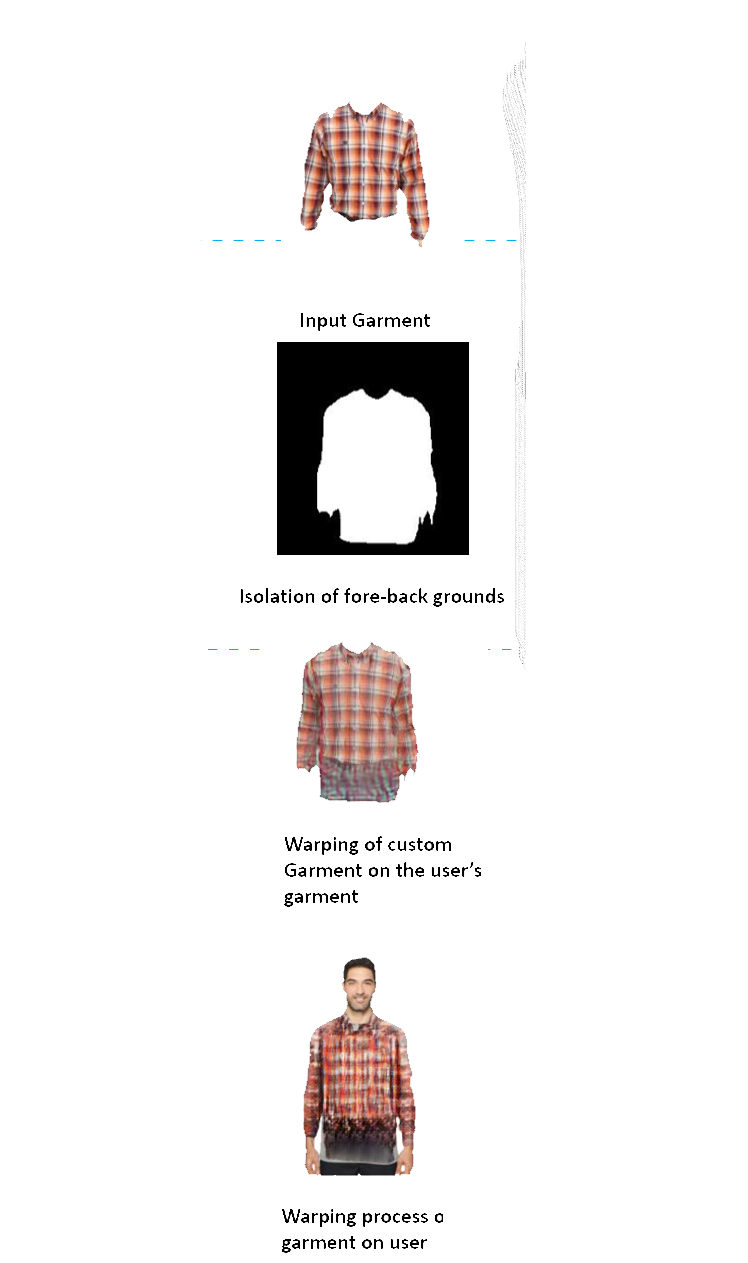 Input Garment
Isolation of fore-back grounds
Warping of custom
Garment on the user's
garment
Warping process o
garment on user